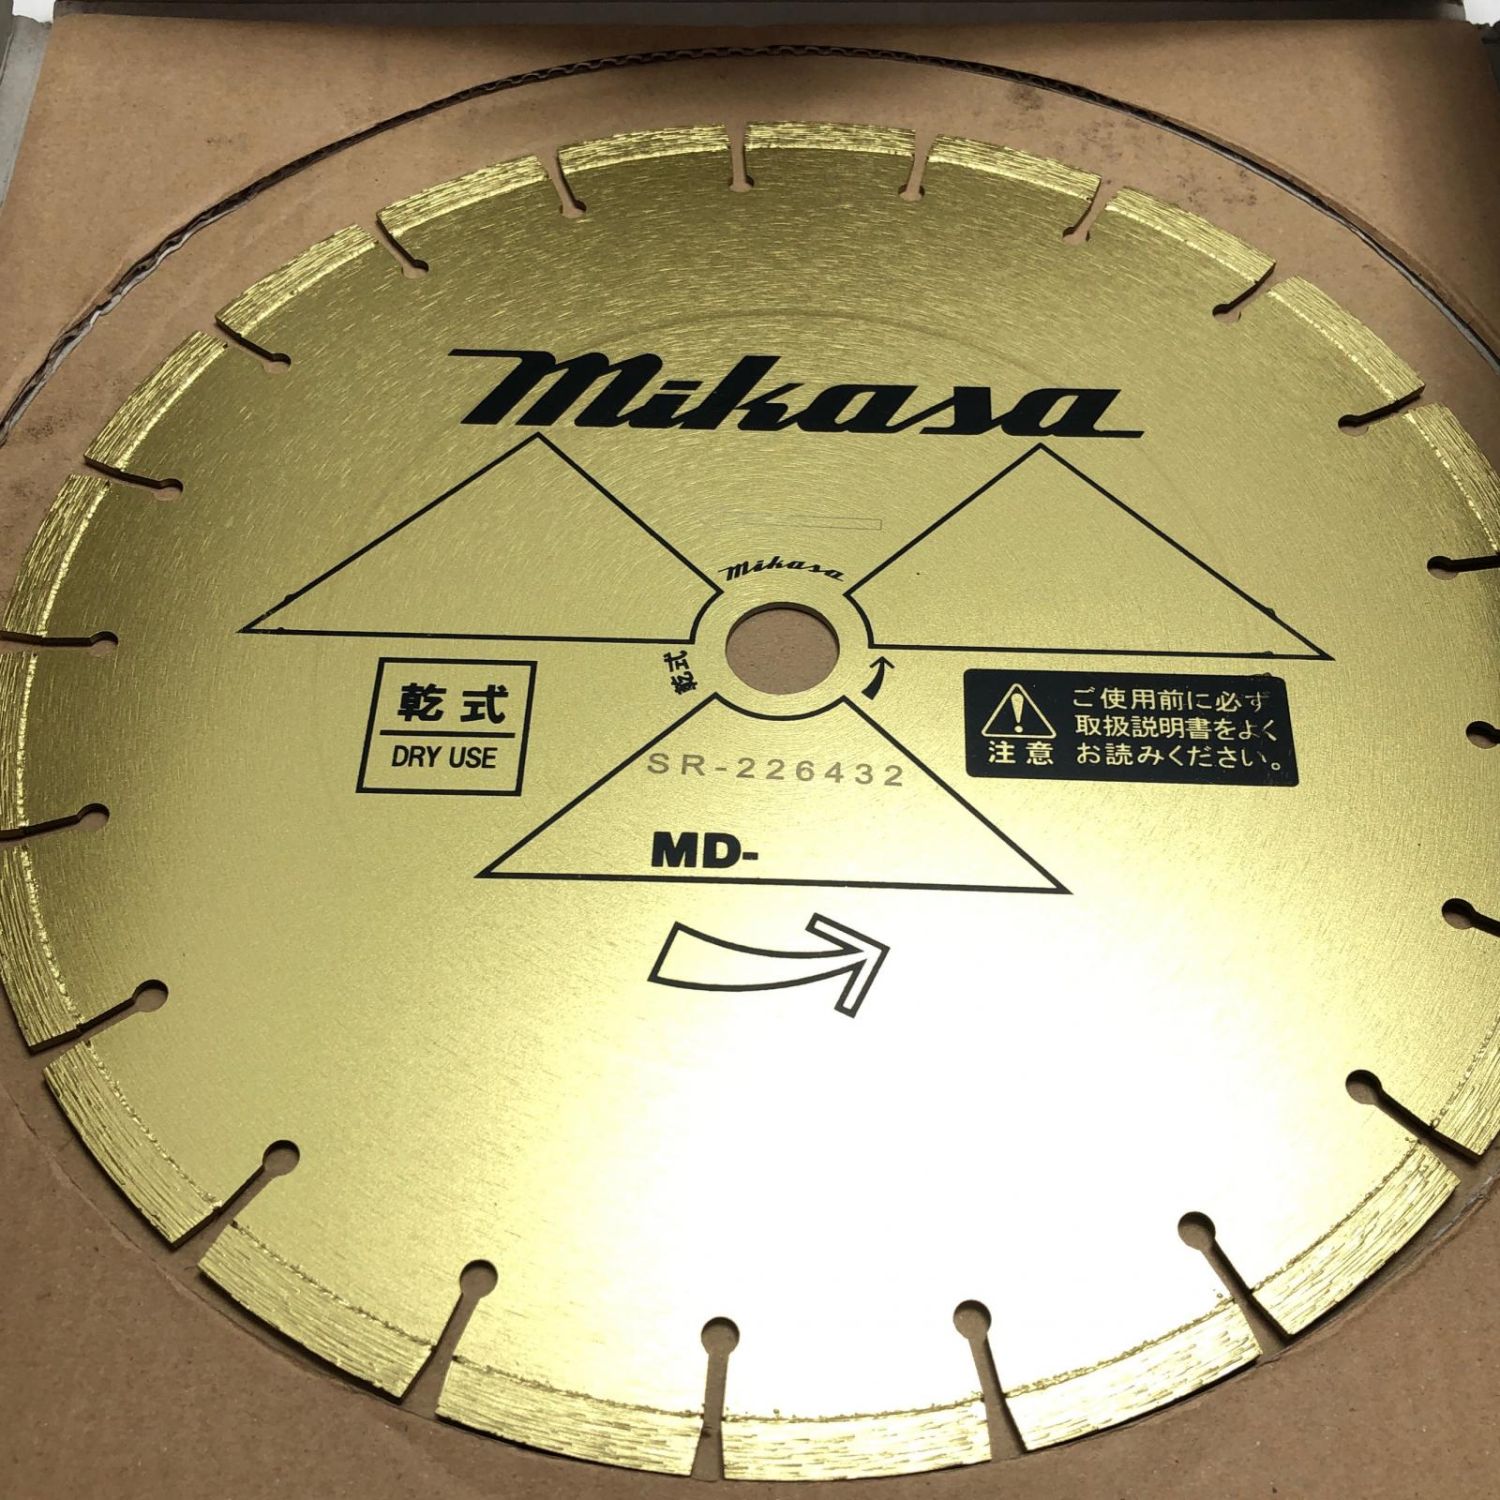 mikasa
mikasa
乾式
乾式
DRY USE
注意
ご使用前に必ず
取扱説明書をよく
お読みください。
SR-226432
MD-